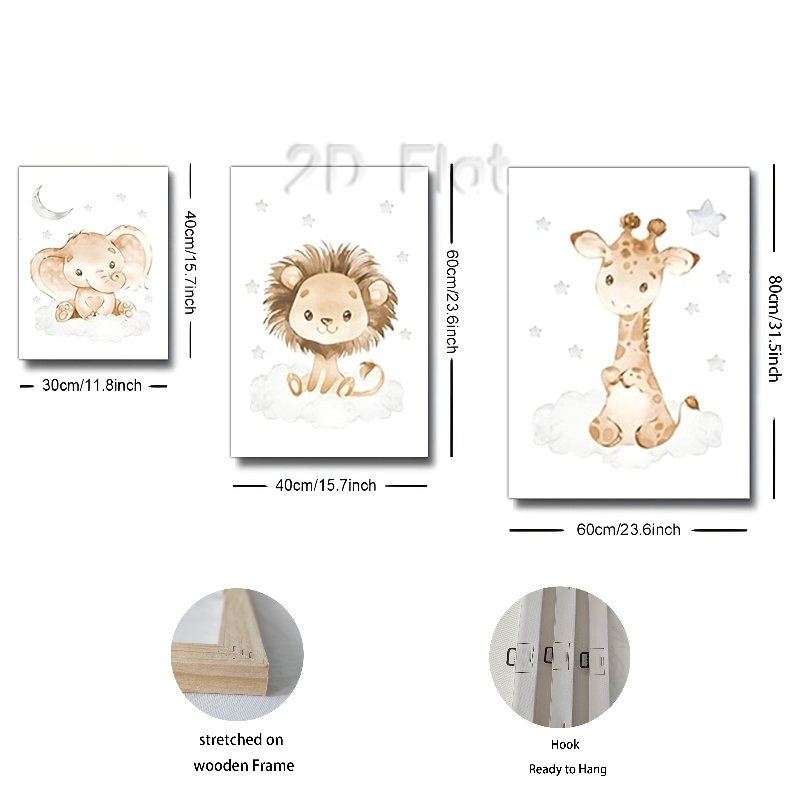 2D Flat
40cm/15.7inch
60cm/23.6inch
80cm/31.5inch
30cm/11.8inch
40cm/15.7inch
60cm/23.6inch
stretched on
wooden Frame
Hook
Ready to Hang